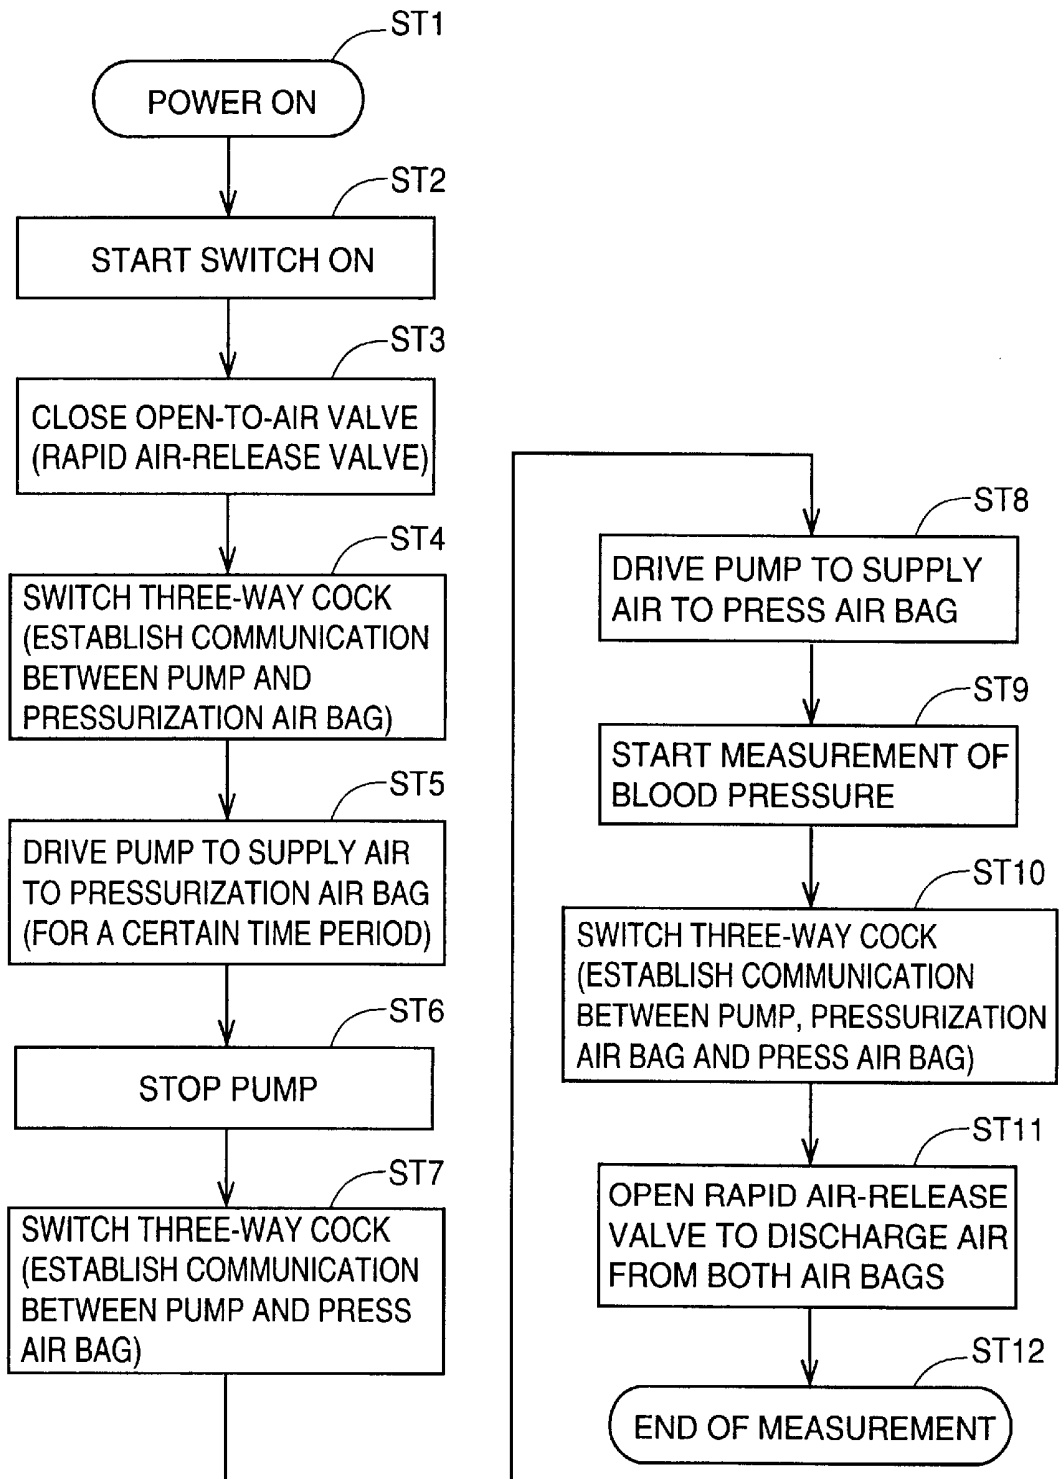 ST1
POWER ON
ST2
START SWITCH ON
ST3
CLOSE OPEN-TO-AIR VALVE
(RAPID AIR-RELEASE VALVE)
ST4
SWITCH THREE-WAY COCK
(ESTABLISH COMMUNICATION
BETWEEN PUMP AND
PRESSURIZATION AIR BAG)
ST5
DRIVE PUMP TO SUPPLY AIR
TO PRESSURIZATION AIR BAG
(FOR A CERTAIN TIME PERIOD)
ST6
STOP PUMP
ST7
SWITCH THREE-WAY COCK
(ESTABLISH COMMUNICATION
BETWEEN PUMP AND PRESS
AIR BAG)
ST8
DRIVE PUMP TO SUPPLY
AIR TO PRESS AIR BAG
ST9
START MEASUREMENT OF
BLOOD PRESSURE
ST10
SWITCH THREE-WAY COCK
(ESTABLISH COMMUNICATION
BETWEEN PUMP, PRESSURIZATION
AIR BAG AND PRESS AIR BAG)
ST11
OPEN RAPID AIR-RELEASE
VALVE TO DISCHARGE AIR
FROM BOTH AIR BAGS
ST12
END OF MEASUREMENT